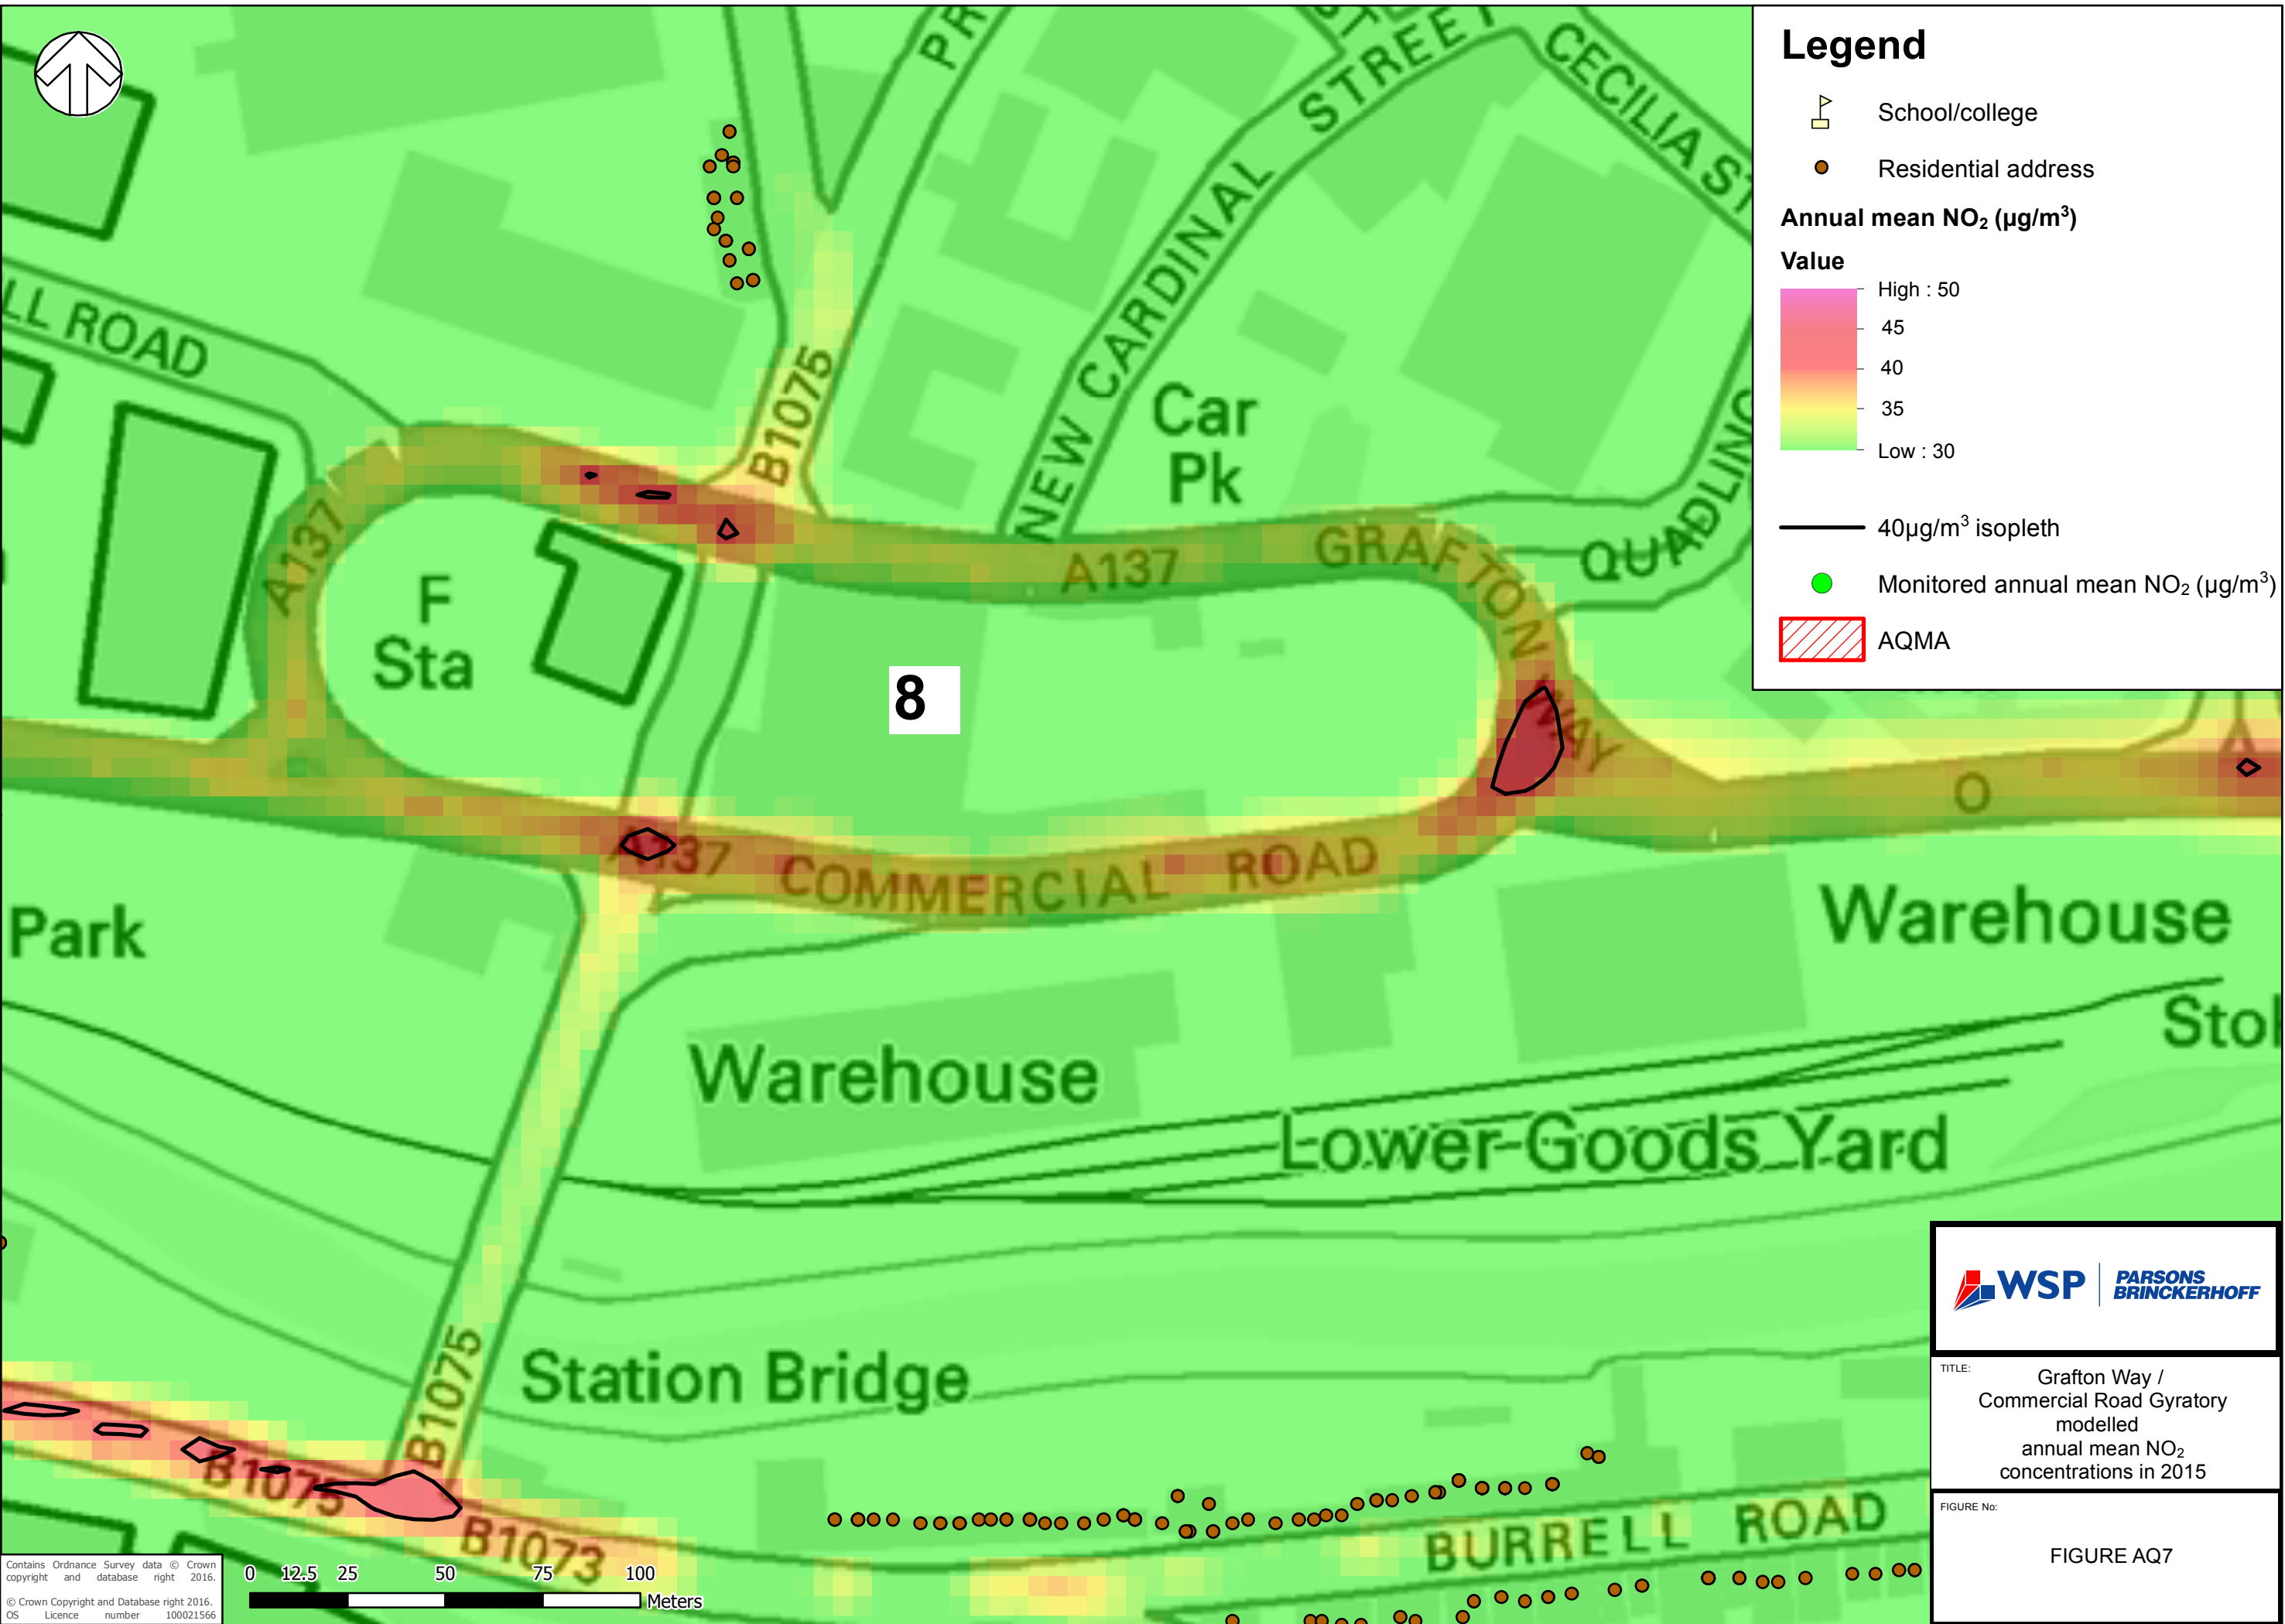 PR
STREET
NEW CARDINAL
CECILIA ST
LL ROAD
B1075
Car
Pk
A137
F
Sta
A137
GRAFTON
WAY
QUADLING
8
A137
COMMERCIAL ROAD
O
Park
Warehouse
Warehouse
Lower Goods Yard
Station Bridge
B1075
B1075
B1073
BURRELL ROAD
Legend
School/college
Residential address
Annual mean NO₂ (µg/m³)
Value
High : 50
45
40
35
Low : 30
40µg/m³ isopleth
Monitored annual mean NO₂ (µg/m³)
AQMA
WSP
PARSONS
BRINCKERHOFF
TITLE:
Grafton Way /
Commercial Road Gyratory
modelled
annual mean NO₂
concentrations in 2015
FIGURE No:
FIGURE AQ7
Contains Ordnance Survey data © Crown
copyright and database right 2016.
© Crown Copyright and Database right 2016.
OS Licence number 100021566
0 12.5 25 50 75 100
Meters